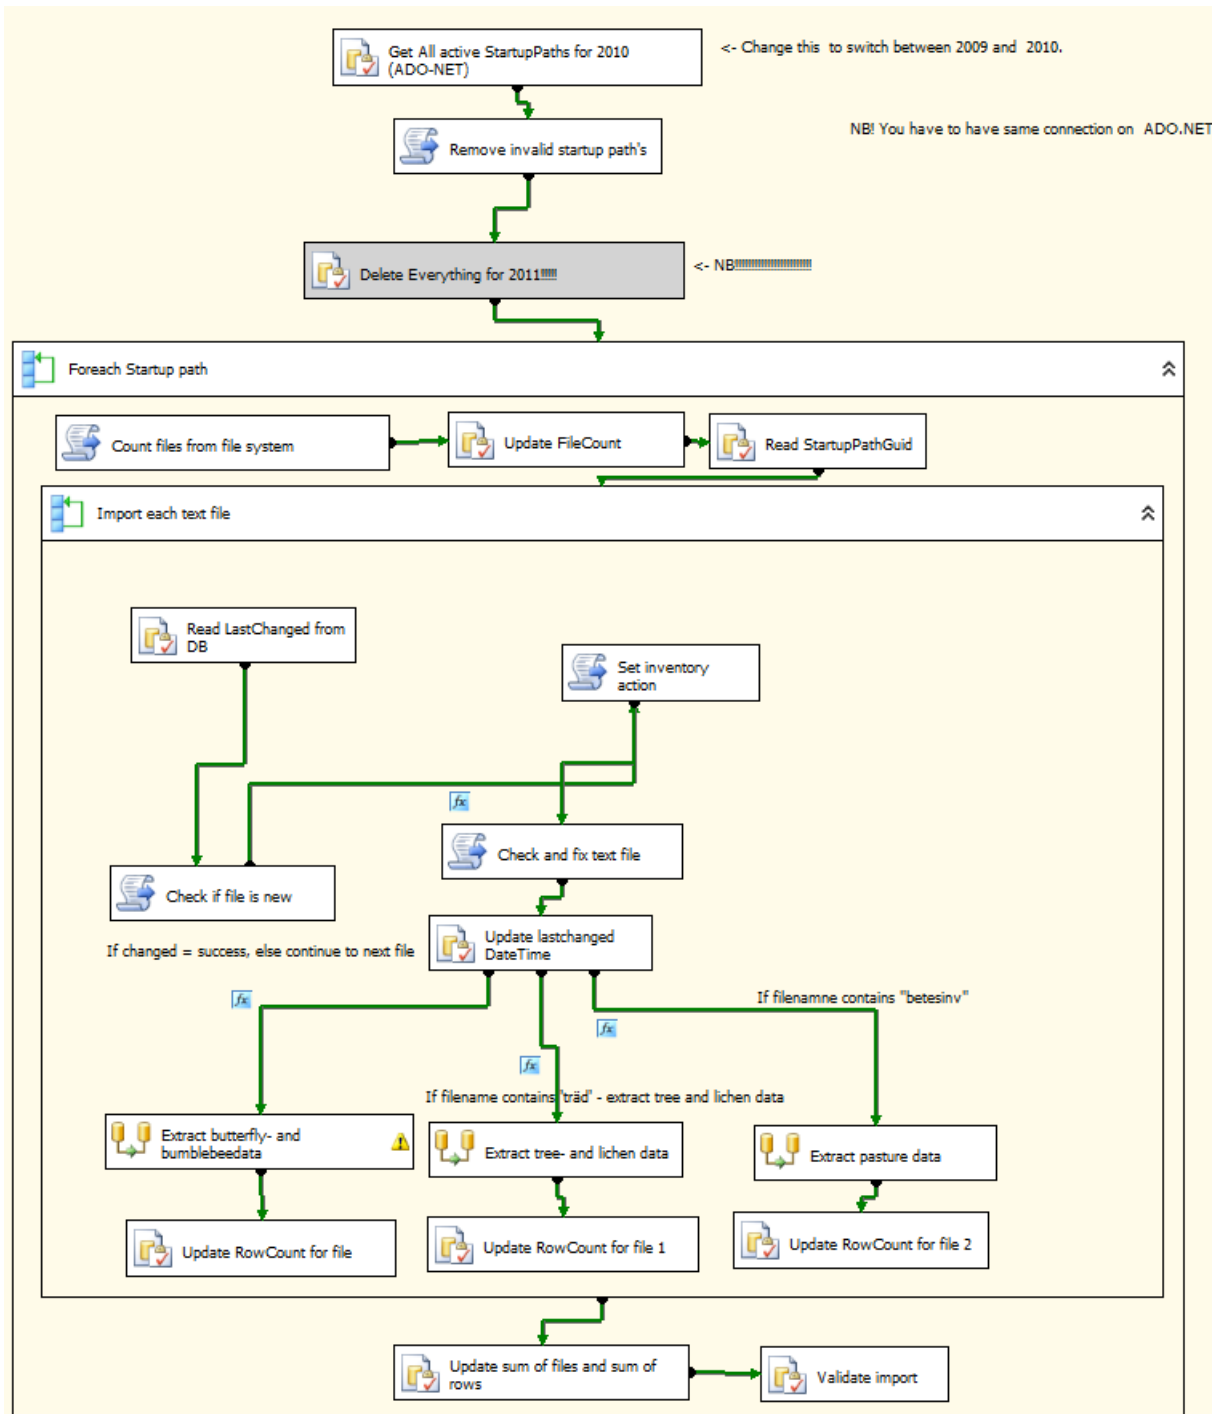 Get All active StartupPaths for 2010
(ADO-NET)
<- Change this  to switch between 2009 and  2010.
NB! You have to have same connection on  ADO.NET
Remove invalid startup path's
Delete Everything for 2011!!!!!
<- NB!!!!!!!!!!!!!!!!!!!!!!!!!!
Foreach Startup path
Count files from file system
Update FileCount
Read StartupPathGuid
Import each text file
Read LastChanged from
DB
Set inventory
action
fx
Check and fix text file
Check if file is new
If changed = success, else continue to next file
Update lastchanged
DateTime
fx
If filenamne contains "betesinv"
fx
fx
If filename contains 'träd' - extract tree and lichen data
Extract butterfly- and
bumblebeedata
Extract tree- and lichen data
Extract pasture data
Update RowCount for file
Update RowCount for file 1
Update RowCount for file 2
Update sum of files and sum of
rows
Validate import